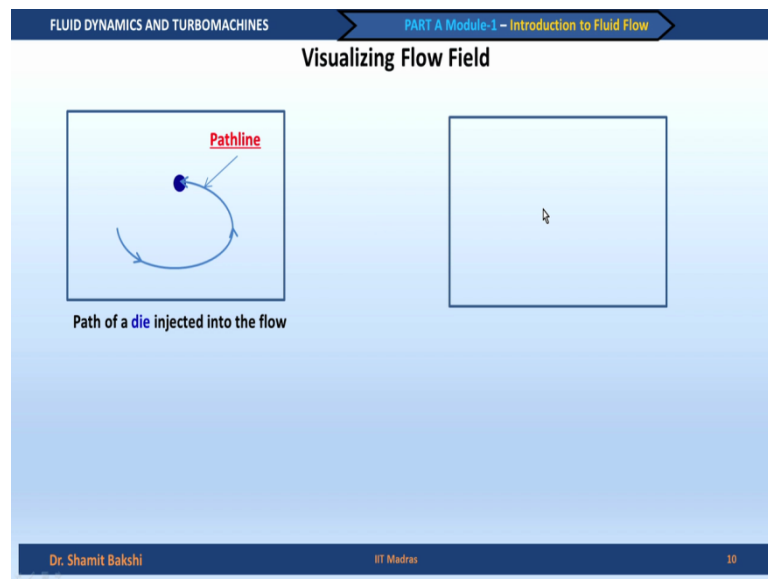 FLUID DYNAMICS AND TURBOMACHINES
PART A Module-1 – Introduction to Fluid Flow
Visualizing Flow Field
Pathline
Path of a die injected into the flow
Dr. Shamit Bakshi
IIT Madras
10